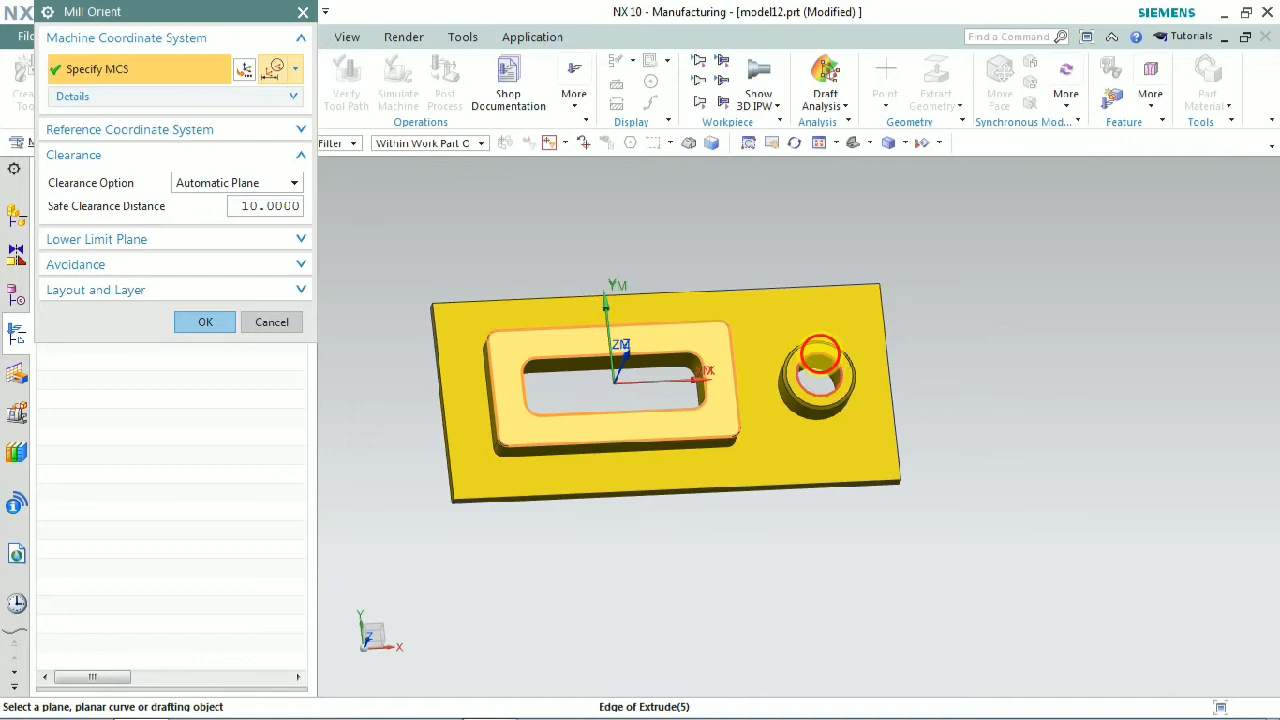 NX
Mill Orient
NX 10 - Manufacturing - [model12.prt (Modified) ]
SIEMENS
View
Render
Tools
Application
Find a Command
Tutorials
Machine Coordinate System
Specify MCS
Details
Reference Coordinate System
Clearance
Clearance Option
Automatic Plane
Safe Clearance Distance
10.0000
Lower Limit Plane
Avoidance
Layout and Layer
OK
Cancel
Verify
Tool Path
Simulate
Machine
Post
Process
Shop
Documentation
More
Operations
Display
Show
3D IPW
Workpiece
Draft
Analysis
Analysis
Point
Extract
Geometry
Geometry
More
Face
More
Synchronous Mod...
More
Feature
Part
Material
Tools
Filter
Within Work Part O
YM
ZM
Y
Z
X
Select a plane, planar curve or drafting object
Edge of Extrude(5)